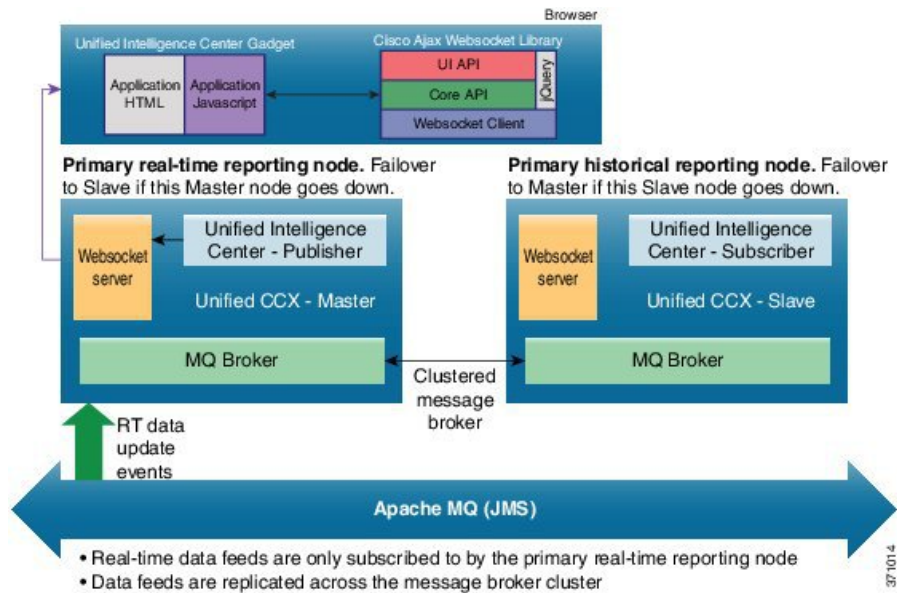 Browser
Unified Intelligence Center Gadget
Application
HTML
Application
Javascript
Cisco Ajax Websocket Library
UI API
Core API
jQuery
Websocket Client
Primary real-time reporting node. Failover
to Slave if this Master node goes down.
Primary historical reporting node. Failover
to Master if this Slave node goes down.
Websocket
server
Unified Intelligence
Center - Publisher
Unified CCX - Master
MQ Broker
Websocket
server
Unified Intelligence
Center - Subscriber
Unified CCX - Slave
MQ Broker
Clustered
message
broker
RT data
update
events
Apache MQ (JMS)
• Real-time data feeds are only subscribed to by the primary real-time reporting node
• Data feeds are replicated across the message broker cluster
371014